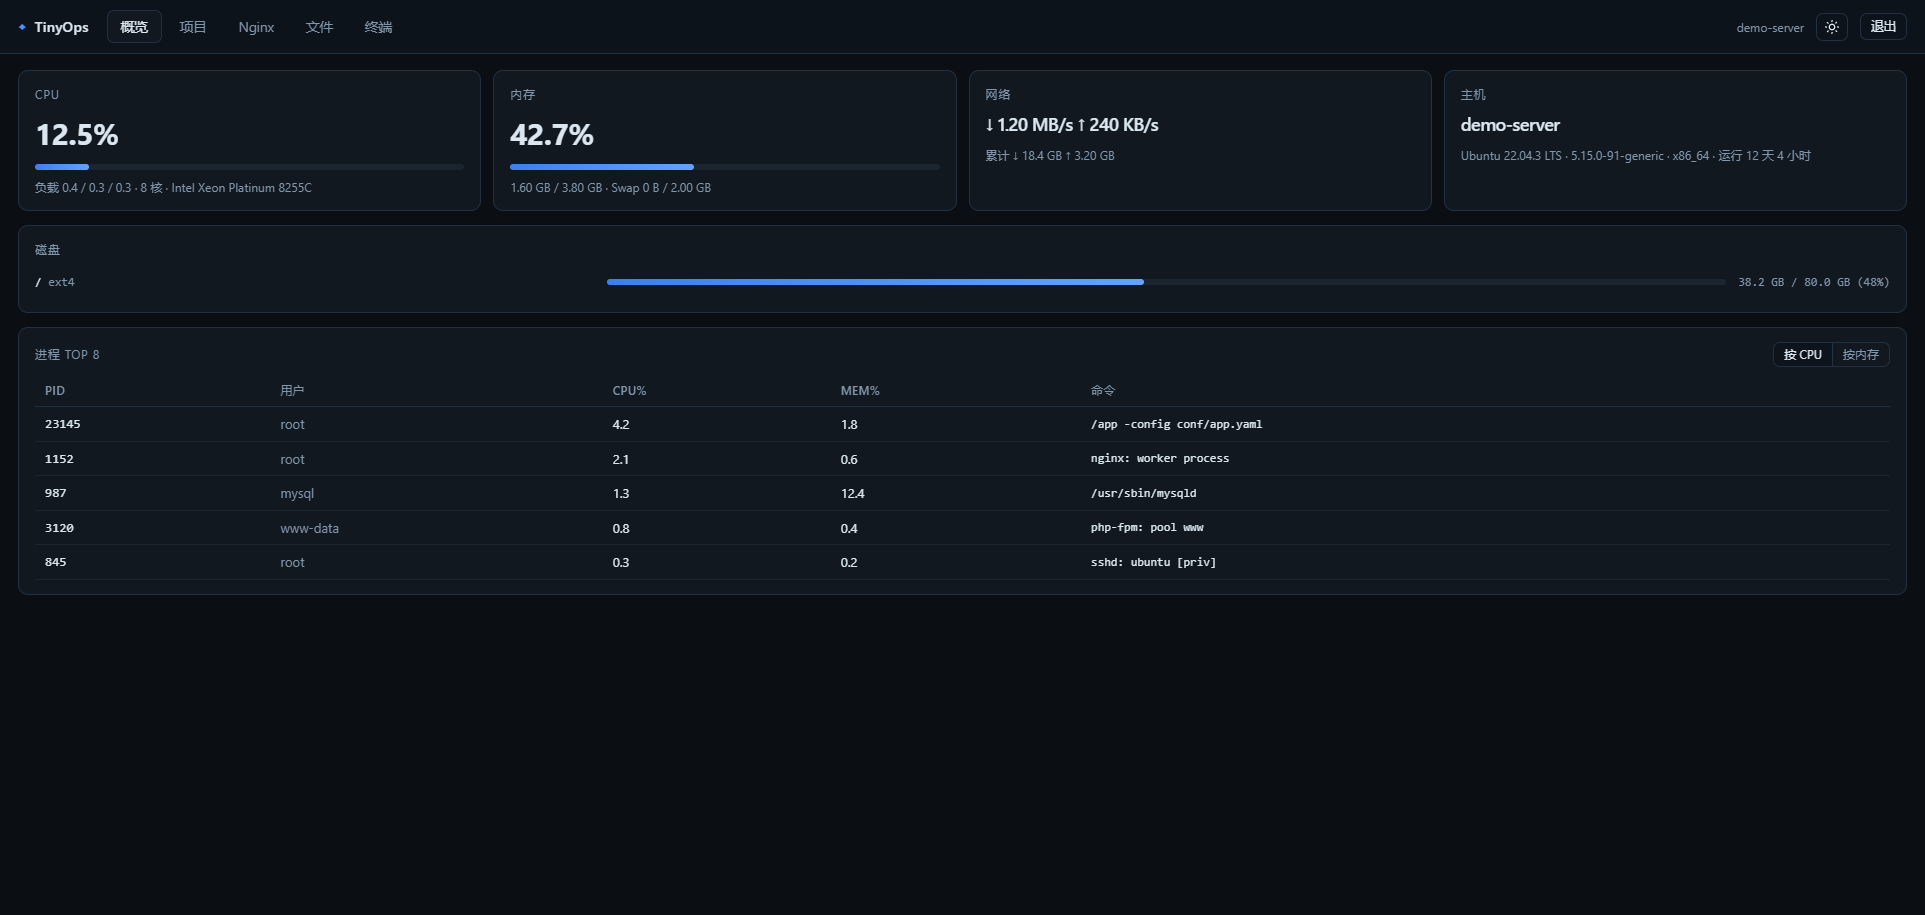 TinyOps 概览 项目 Nginx 文件 终端 demo-server 退出
CPU
12.5%
负载 0.4 / 0.3 / 0.3 · 8 核 · Intel Xeon Platinum 8255C
内存
42.7%
1.60 GB / 3.80 GB · Swap 0 B / 2.00 GB
网络
↓ 1.20 MB/s ↑ 240 KB/s
累计 ↓ 18.4 GB ↑ 3.20 GB
主机
demo-server
Ubuntu 22.04.3 LTS · 5.15.0-91-generic · x86_64 · 运行 12 天 4 小时
磁盘
/ ext4 38.2 GB / 80.0 GB (48%)
进程 TOP 8 按 CPU 按内存
PID 用户 CPU% MEM% 命令
23145 root 4.2 1.8 /app -config conf/app.yaml
1152 root 2.1 0.6 nginx: worker process
987 mysql 1.3 12.4 /usr/sbin/mysqld
3120 www-data 0.8 0.4 php-fpm: pool www
845 root 0.3 0.2 sshd: ubuntu [priv]